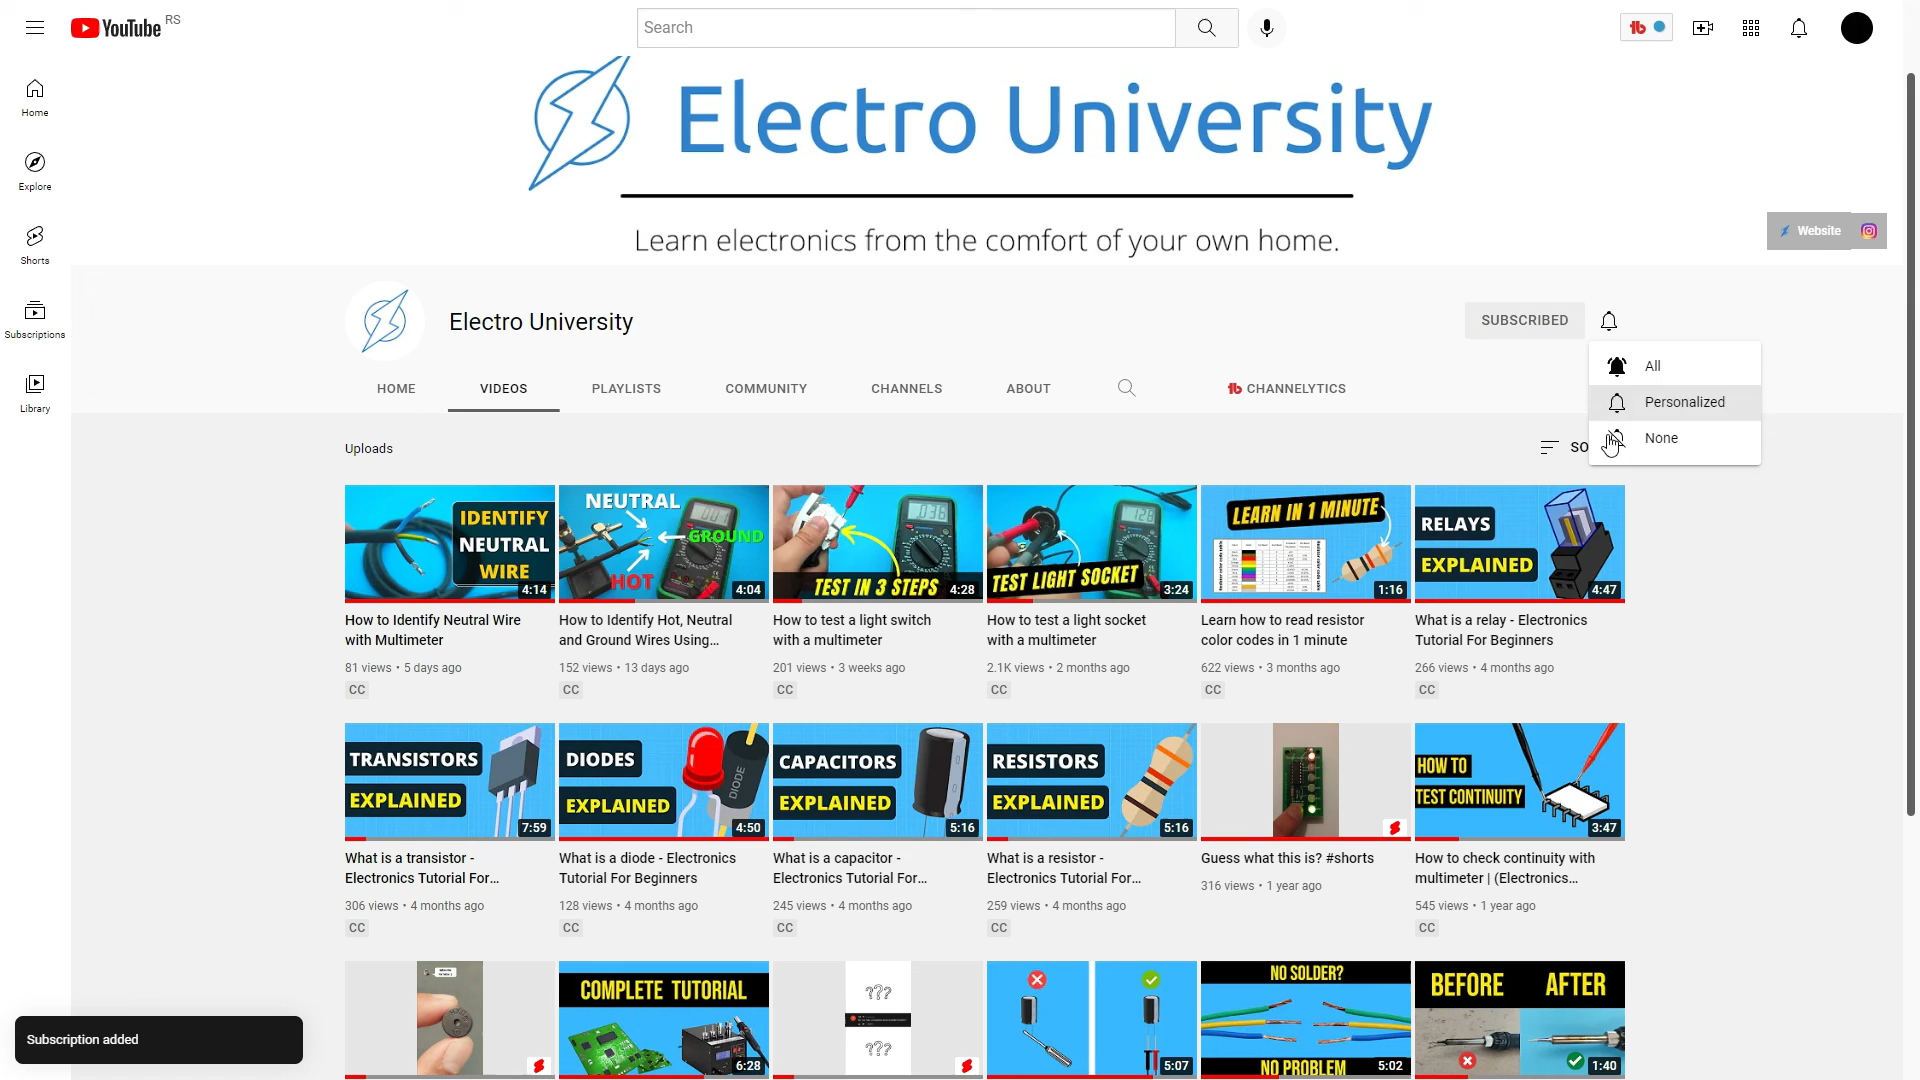 YouTube RS
Search
Home
Explore
Shorts
Subscriptions
Library
Electro University
Learn electronics from the comfort of your own home.
Website
Electro University
SUBSCRIBED
All
Personalized
None
HOME VIDEOS PLAYLISTS COMMUNITY CHANNELS ABOUT CHANNELYTICS
Uploads
SO
IDENTIFY
NEUTRAL
WIRE
4:14
How to Identify Neutral Wire
with Multimeter
81 views • 5 days ago
CC
NEUTRAL
GROUND
HOT
4:04
How to Identify Hot, Neutral
and Ground Wires Using...
152 views • 13 days ago
CC
TEST IN 3 STEPS
4:28
How to test a light switch
with a multimeter
201 views • 3 weeks ago
CC
TEST LIGHT SOCKET
3:24
How to test a light socket
with a multimeter
2.1K views • 2 months ago
CC
LEARN IN 1 MINUTE
1:16
Learn how to read resistor
color codes in 1 minute
622 views • 3 months ago
CC
RELAYS
EXPLAINED
4:47
What is a relay - Electronics
Tutorial For Beginners
266 views • 4 months ago
CC
TRANSISTORS
EXPLAINED
7:59
What is a transistor -
Electronics Tutorial For...
306 views • 4 months ago
CC
DIODES
EXPLAINED
DIODE
4:50
What is a diode - Electronics
Tutorial For Beginners
128 views • 4 months ago
CC
CAPACITORS
EXPLAINED
5:16
What is a capacitor -
Electronics Tutorial For...
245 views • 4 months ago
CC
RESISTORS
EXPLAINED
5:16
What is a resistor -
Electronics Tutorial For...
259 views • 4 months ago
CC
Guess what this is? #shorts
316 views • 1 year ago
HOW TO
TEST CONTINUITY
3:47
How to check continuity with
multimeter | (Electronics...
545 views • 1 year ago
CC
COMPLETE TUTORIAL
6:28
???
???
5:07
NO SOLDER?
NO PROBLEM
5:02
BEFORE AFTER
1:40
Subscription added